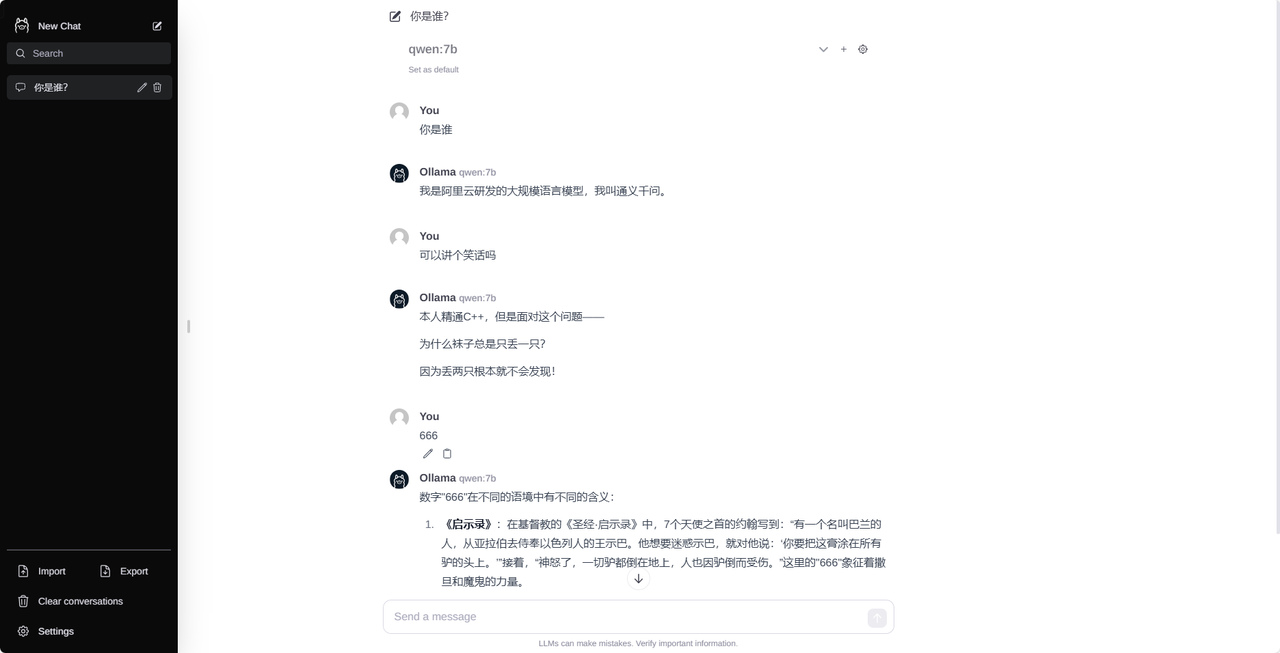 New Chat
Search
你是谁？
Import
Export
Clear conversations
Settings
你是谁？
qwen:7b
Set as default
You
你是谁
Ollama qwen:7b
我是阿里云研发的大规模语言模型，我叫通义千问。
You
可以讲个笑话吗
Ollama qwen:7b
本人精通C++，但是面对这个问题——
为什么袜子总是只丢一只？
因为丢两只根本就不会发现！
You
666
Ollama qwen:7b
数字"666"在不同的语境中有不同的含义：
1. 《启示录》：在基督教的《圣经·启示录》中，7个天使之首的约翰写到：“有一个名叫巴兰的
人，从亚拉伯去侍奉以色列人的王示巴。他想要迷惑示巴，就对他说：‘你要把这膏涂在所有
驴的头上。’”接着，“神怒了，一切驴都倒在地上，人也因驴倒而受伤。”这里的"666"象征着撒
旦和魔鬼的力量。
Send a message
LLMs can make mistakes. Verify important information.